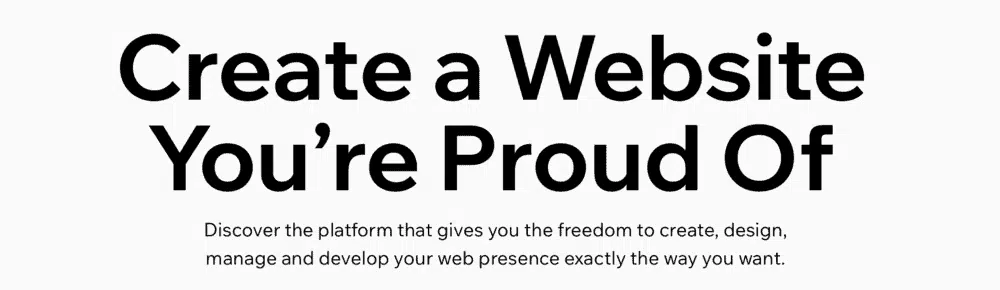 Create a Website
You’re Proud Of
Discover the platform that gives you the freedom to create, design,
manage and develop your web presence exactly the way you want.